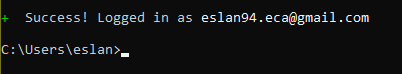 +  Success! Logged in as eslan94.eca@gmail.com
C:\Users\eslan>